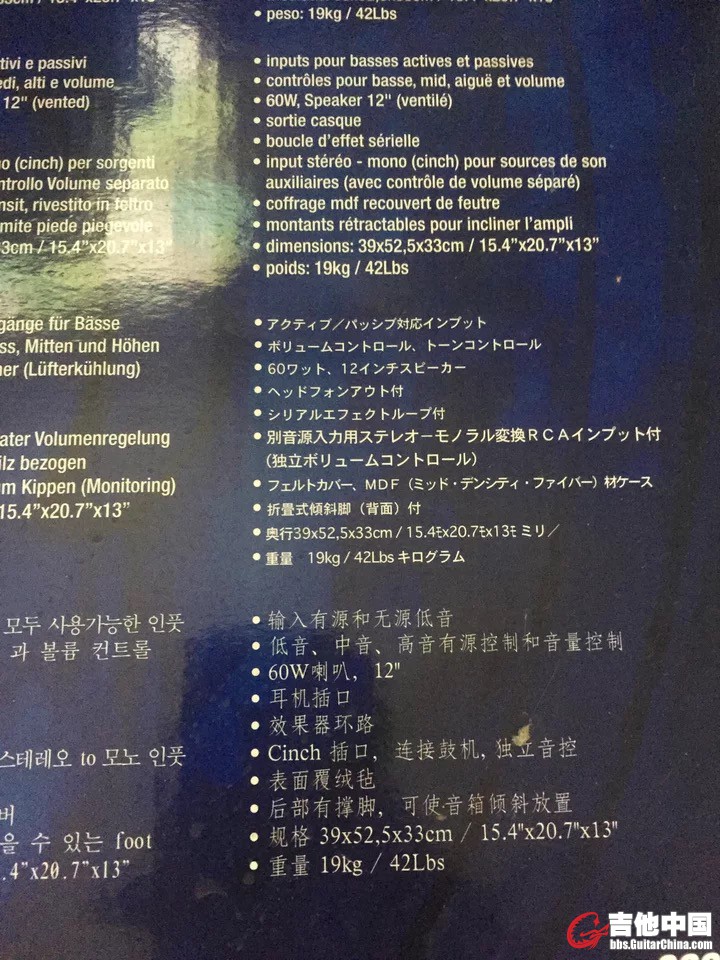 • peso: 19kg / 42Lbs
tivi e passivi
edi, alti e volume
12" (vented)
o (cinch) per sorgenti
ntrollo Volume separato
nsit, rivestito in feltro
mite piede piegevole
3cm / 15.4”x20.7”x13”
• inputs pour basses actives et passives
• contrôles pour basse, mid, aiguë et volume
• 60W, Speaker 12" (ventilé)
• sortie casque
• boucle d’effet sérielle
• input stéréo - mono (cinch) pour sources de son
auxiliaires (avec contrôle de volume séparé)
• coffrage mdf recouvert de feutre
• montants rétractables pour incliner l’ampli
• dimensions: 39x52,5x33cm / 15.4”x20.7”x13”
• poids: 19kg / 42Lbs
gänge für Bässe
ss, Mitten und Höhen
her (Lüfterkühlung)
ater Volumenregelung
ilz bezogen
m Kippen (Monitoring)
15.4”x20.7”x13”
• アクティブ／パッシブ対応インプット
• ボリュームコントロール、トーンコントロール
• 60ワット、12インチスピーカー
• ヘッドフォンアウト付
• シリアルエフェクトループ付
• 別音源入力用ステレオ−モノラル変換ＲＣＡインプット付
（独立ボリュームコントロール）
• フェルトカバー、ＭＤＦ（ミッド・デンシティ・ファイバー）材ケース
• 折畳式傾斜脚（背面）付
• 奥行39x52,5x33cm / 15.4㍉x20.7㍉x13㍉ ミリ／
• 重量　19kg / 42Lbs キログラム
모두 사용가능한 인풋
과 볼륨 컨트롤
스테레오 to 모노 인풋
버
을 수 있는 foot
.4”x20.7”x13”
• 输入有源和无源低音
• 低音、中音、高音有源控制和音量控制
• 60W喇叭, 12"
• 耳机插口
• 效果器环路
• Cinch 插口, 连接鼓机, 独立音控
• 表面覆绒毡
• 后部有撑脚, 可使音箱倾斜放置
• 规格 39x52,5x33cm / 15.4"x20.7"x13"
• 重量 19kg / 42Lbs
吉他中国
bbs.GuitarChina.com